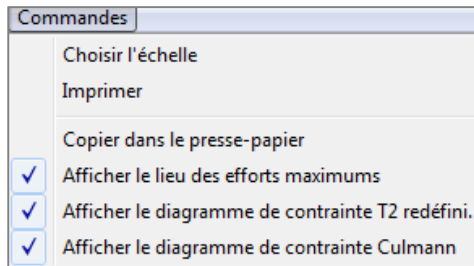 Commandes
Choisir l'échelle
Imprimer
Copier dans le presse-papier
Afficher le lieu des efforts maximums
Afficher le diagramme de contrainte T2 redéfini.
Afficher le diagramme de contrainte Culmann